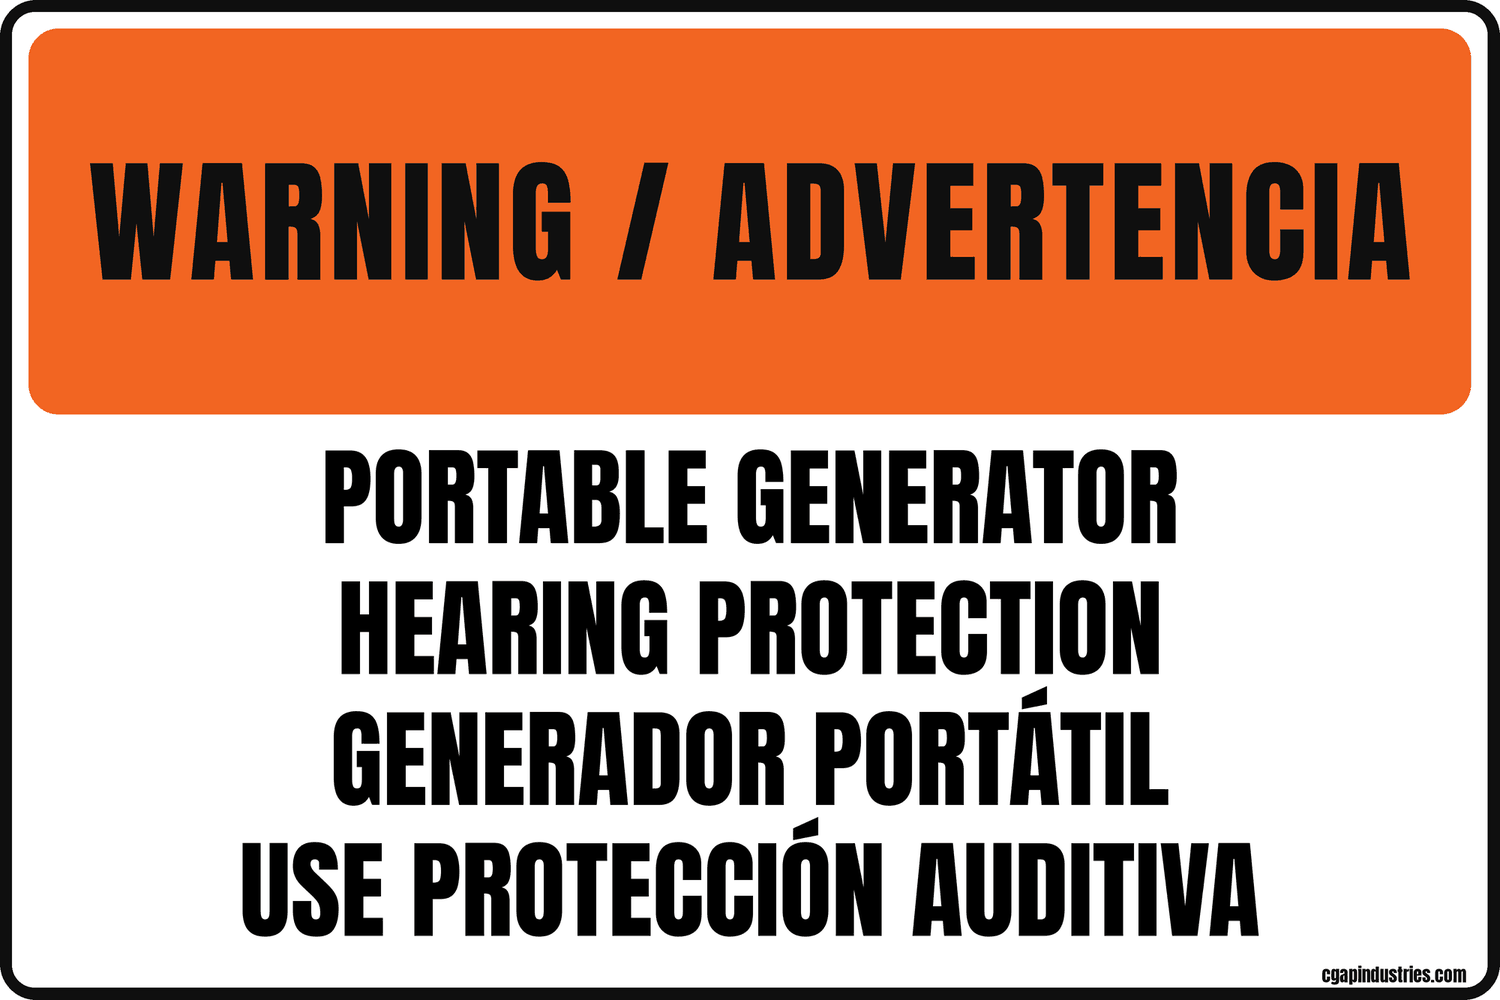 WARNING / ADVERTENCIA
PORTABLE GENERATOR
HEARING PROTECTION
GENERADOR PORTÁTIL
USE PROTECCIÓN AUDITIVA
cgapindustries.com